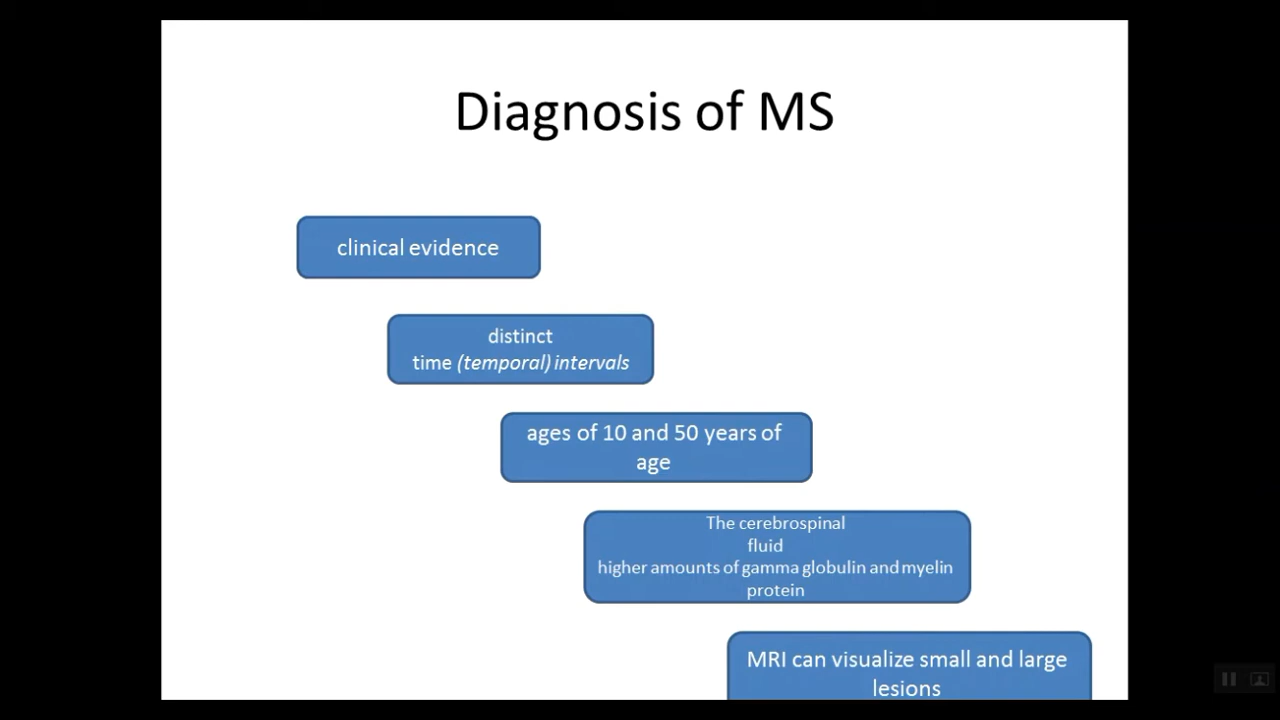 Diagnosis of MS
clinical evidence
distinct
time (temporal) intervals
ages of 10 and 50 years of
age
The cerebrospinal
fluid
higher amounts of gamma globulin and myelin
protein
MRI can visualize small and large
lesions